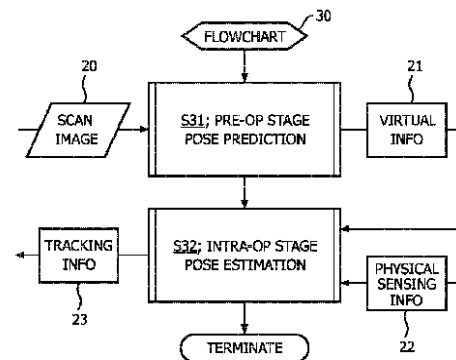 30
FLOWCHART
20
21
SCAN
IMAGE
S31; PRE-OP STAGE
POSE PREDICTION
VIRTUAL
INFO
TRACKING
INFO
S32; INTRA-OP STAGE
POSE ESTIMATION
PHYSICAL
SENSING
INFO
23
22
TERMINATE